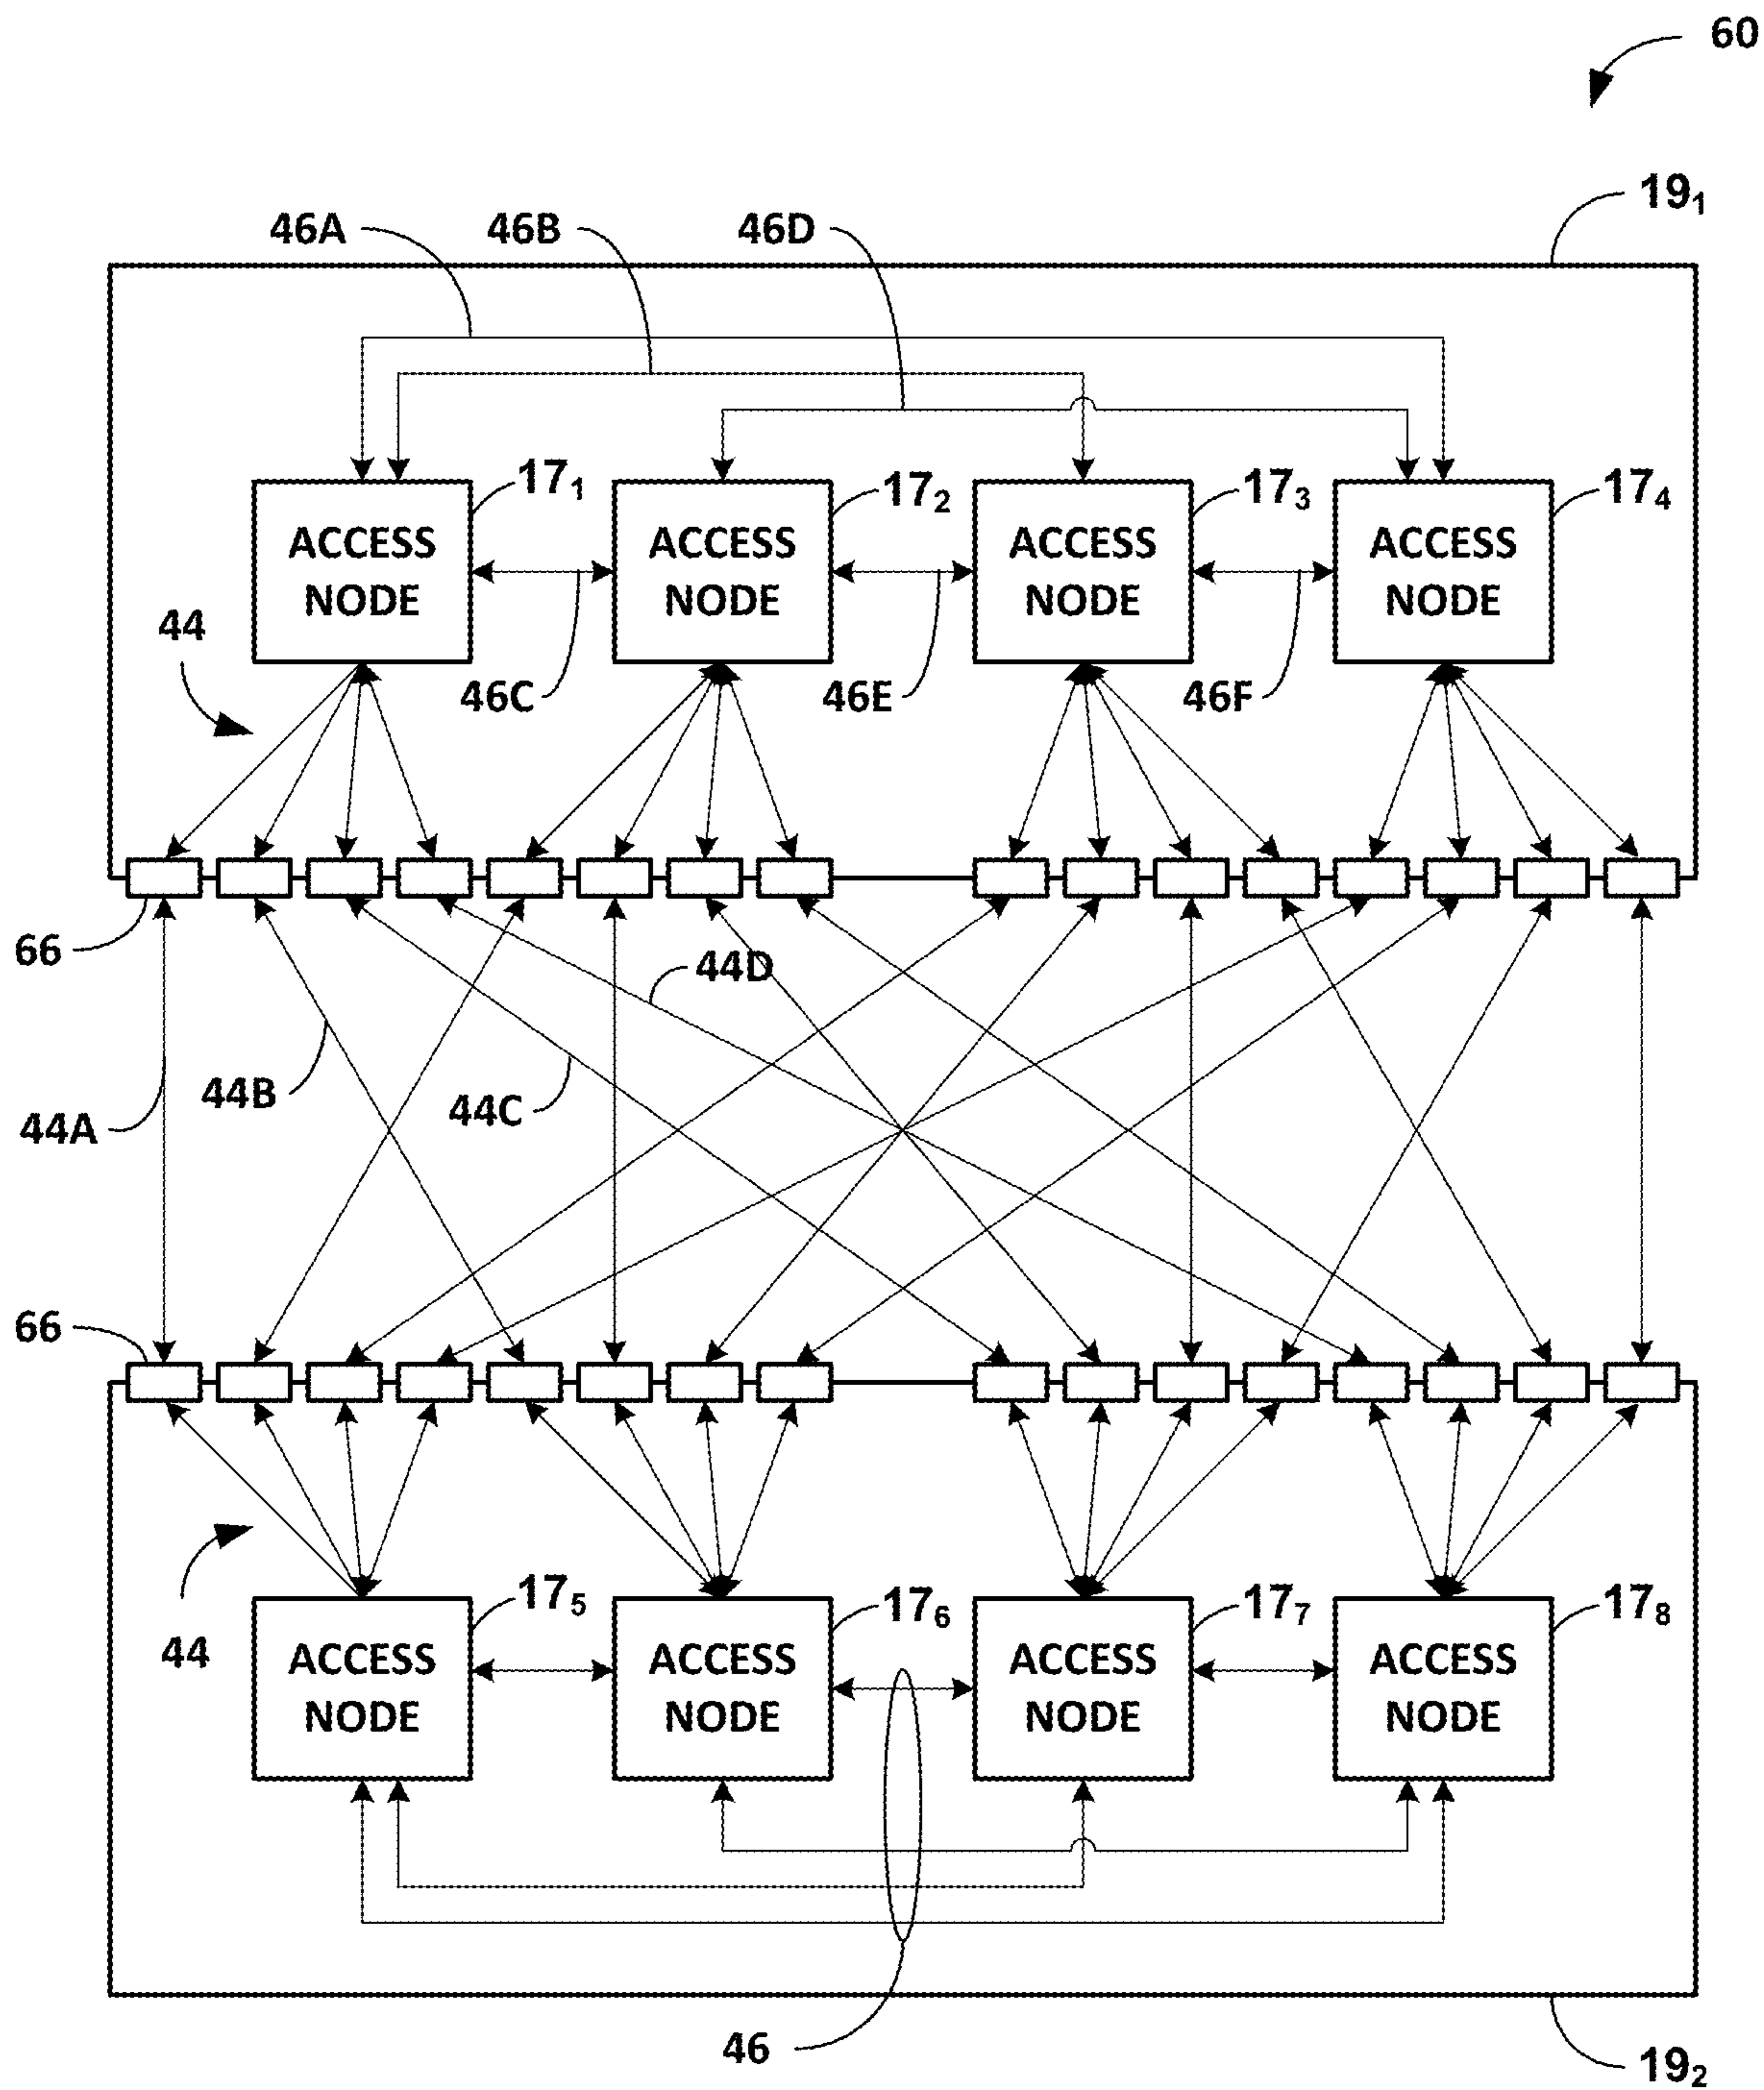 60
19₁
46A 46B 46D
17₁ 17₂ 17₃ 17₄
ACCESS NODE
ACCESS NODE
ACCESS NODE
ACCESS NODE
44
46C 46E 46F
66
44D
44B
44C
44A
66
44
17₅ 17₆ 17₇ 17₈
ACCESS NODE
ACCESS NODE
ACCESS NODE
ACCESS NODE
46
19₂